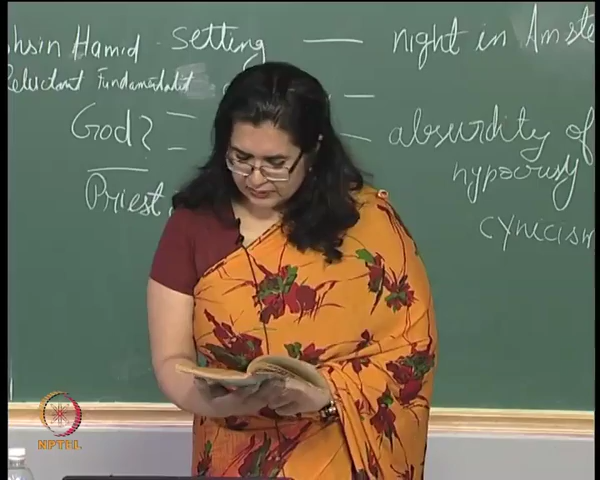 hsin Hamid setting — night in Amste
Reluctant Fundamentalist
God? absurdity of
hypocrisy
Priest
cynicism
NPTEL